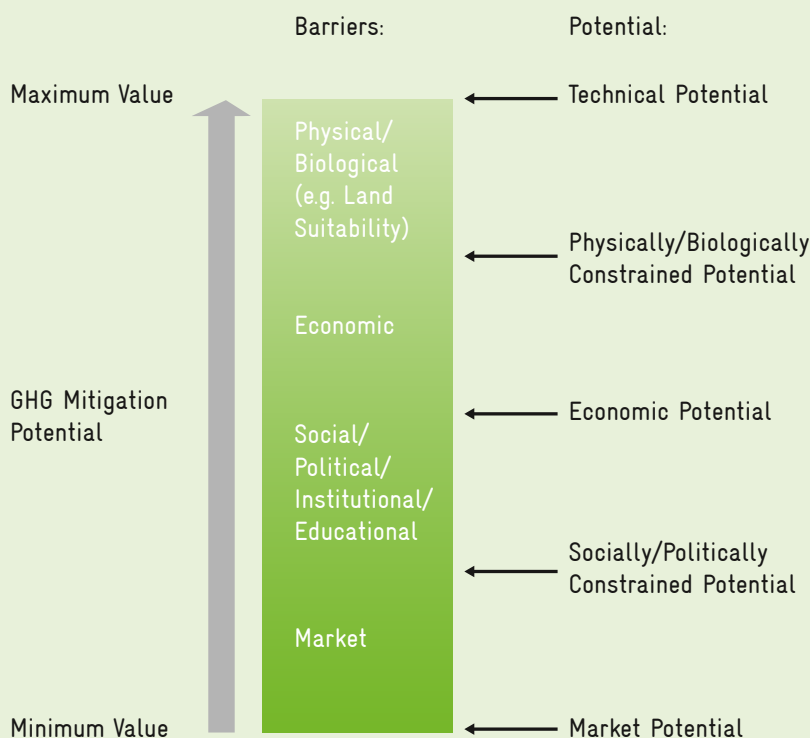 Barriers:
Potential:
Maximum Value
Technical Potential
Physical/
Biological
(e.g. Land
Suitability)
Physically/Biologically
Constrained Potential
Economic
GHG Mitigation
Potential
Economic Potential
Social/
Political/
Institutional/
Educational
Socially/Politically
Constrained Potential
Market
Minimum Value
Market Potential